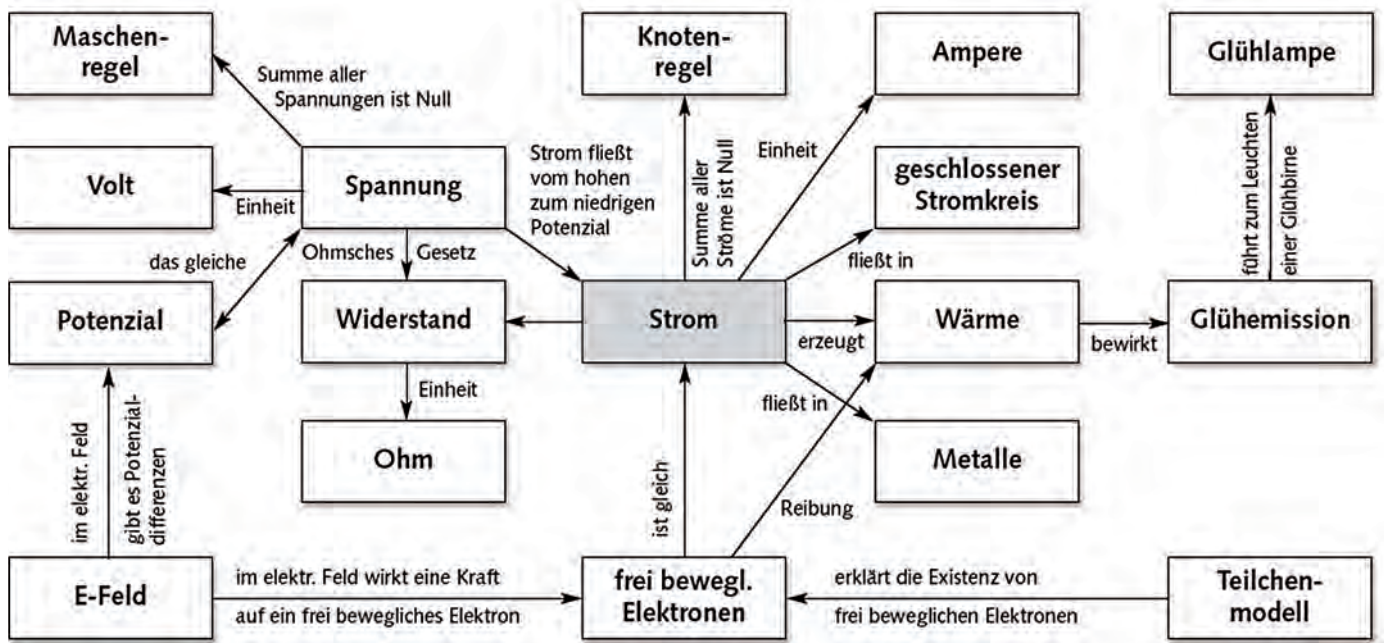 Maschen-
regel
Summe aller
Spannungen ist Null
Knoten-
regel
Ampere
Glühlampe
Volt
Einheit
Spannung
Strom fließt
vom hohen
zum niedrigen
Potenzial
Summe aller
Ströme ist Null
Einheit
geschlossener
Stromkreis
führt zum Leuchten
einer Glühbirne
das gleiche
Ohmsches Gesetz
fließt in
Potenzial
Widerstand
Strom
erzeugt
Wärme
bewirkt
Glühemission
Einheit
fließt in
Ohm
Metalle
im elektr. Feld
gibt es Potenzial-
differenzen
ist gleich
Reibung
E-Feld
im elektr. Feld wirkt eine Kraft
auf ein frei bewegliches Elektron
frei bewegl.
Elektronen
erklärt die Existenz von
frei beweglichen Elektronen
Teilchen-
modell